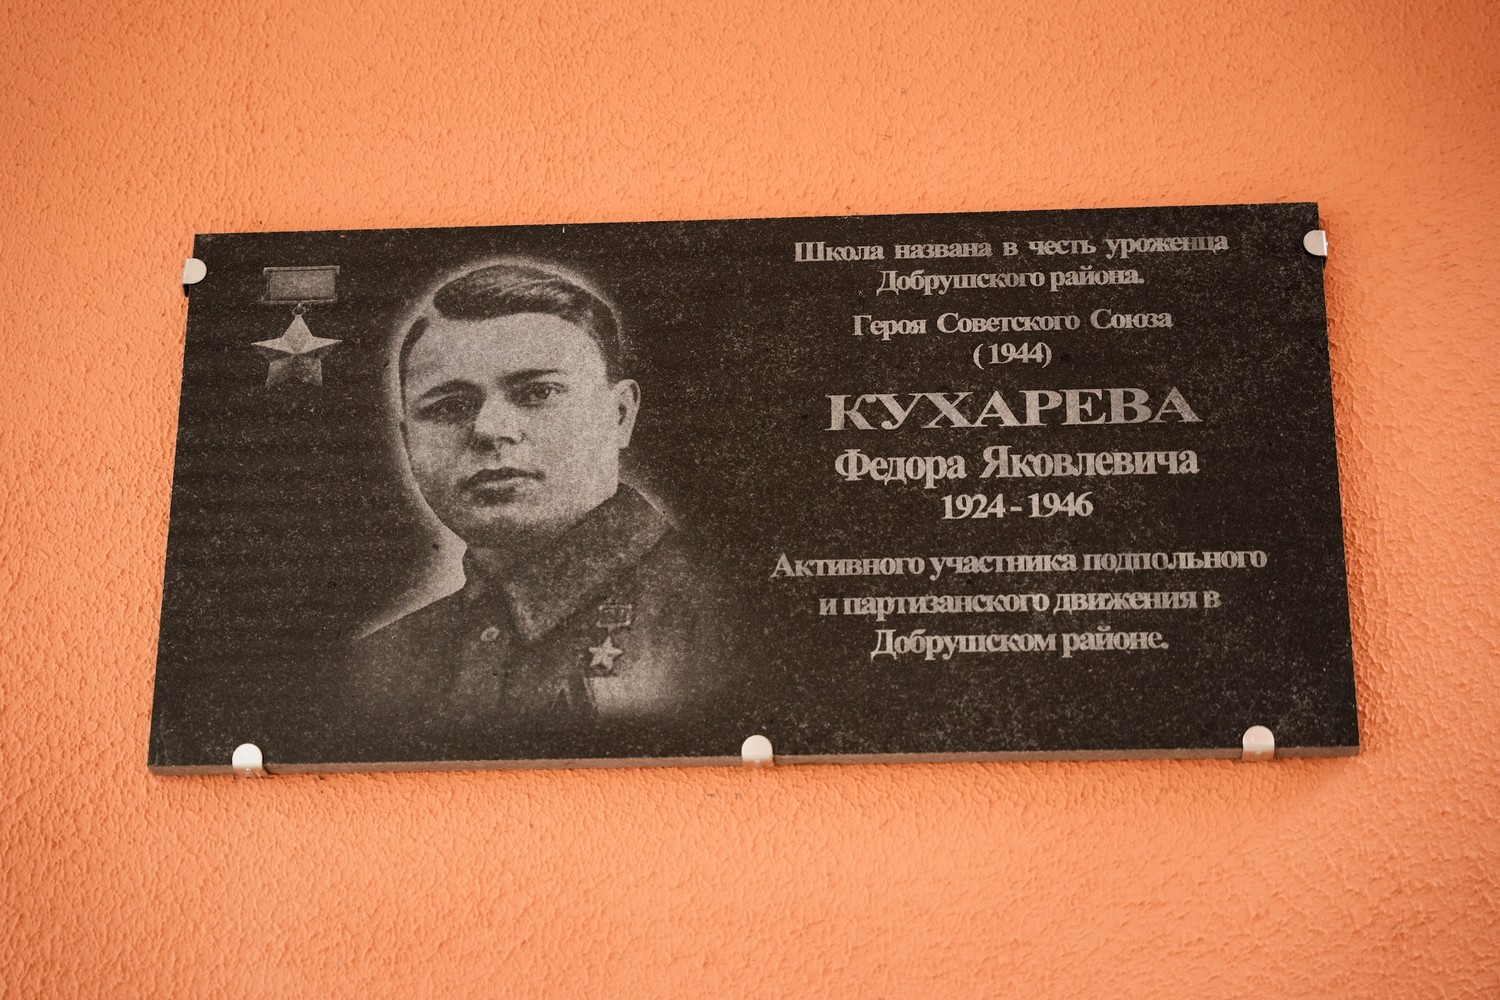 Школа названа в честь уроженца
Добрушского района.
Героя Советского Союза
(1944)
КУХАРЕВА
Федора Яковлевича
1924 - 1946
Активного участника подпольного
и партизанского движения в
Добрушском районе.